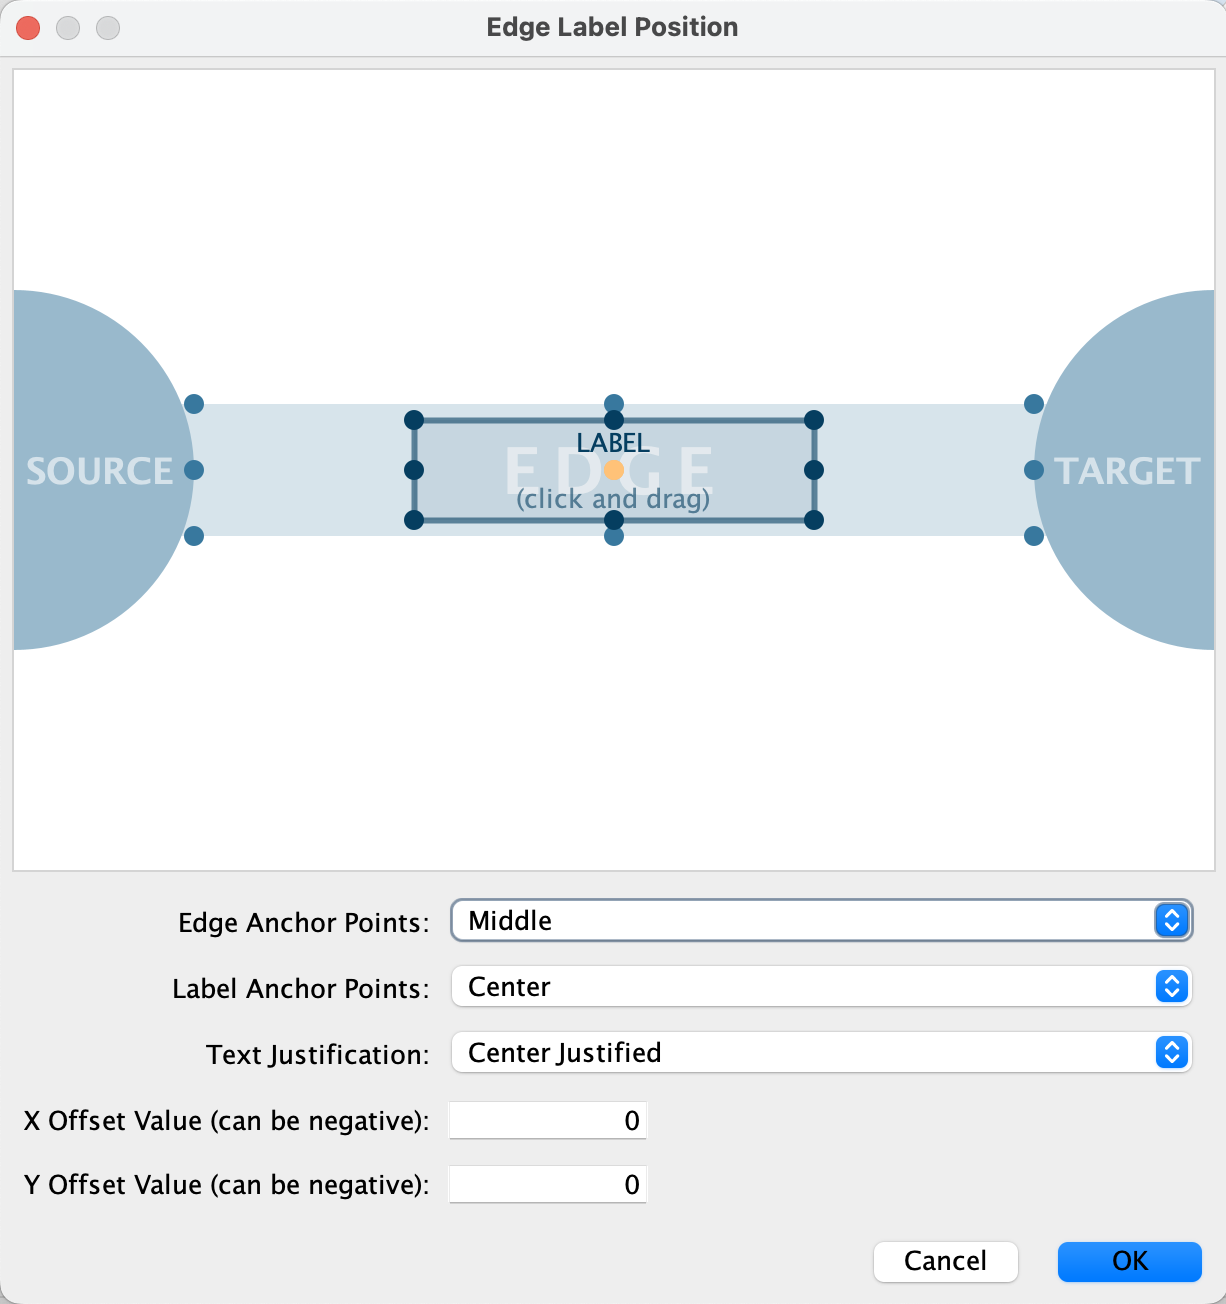 Edge Label Position
LABEL
SOURCE EDGE TARGET
(click and drag)
Edge Anchor Points: Middle
Label Anchor Points: Center
Text Justification: Center Justified
X Offset Value (can be negative): 0
Y Offset Value (can be negative): 0
Cancel OK